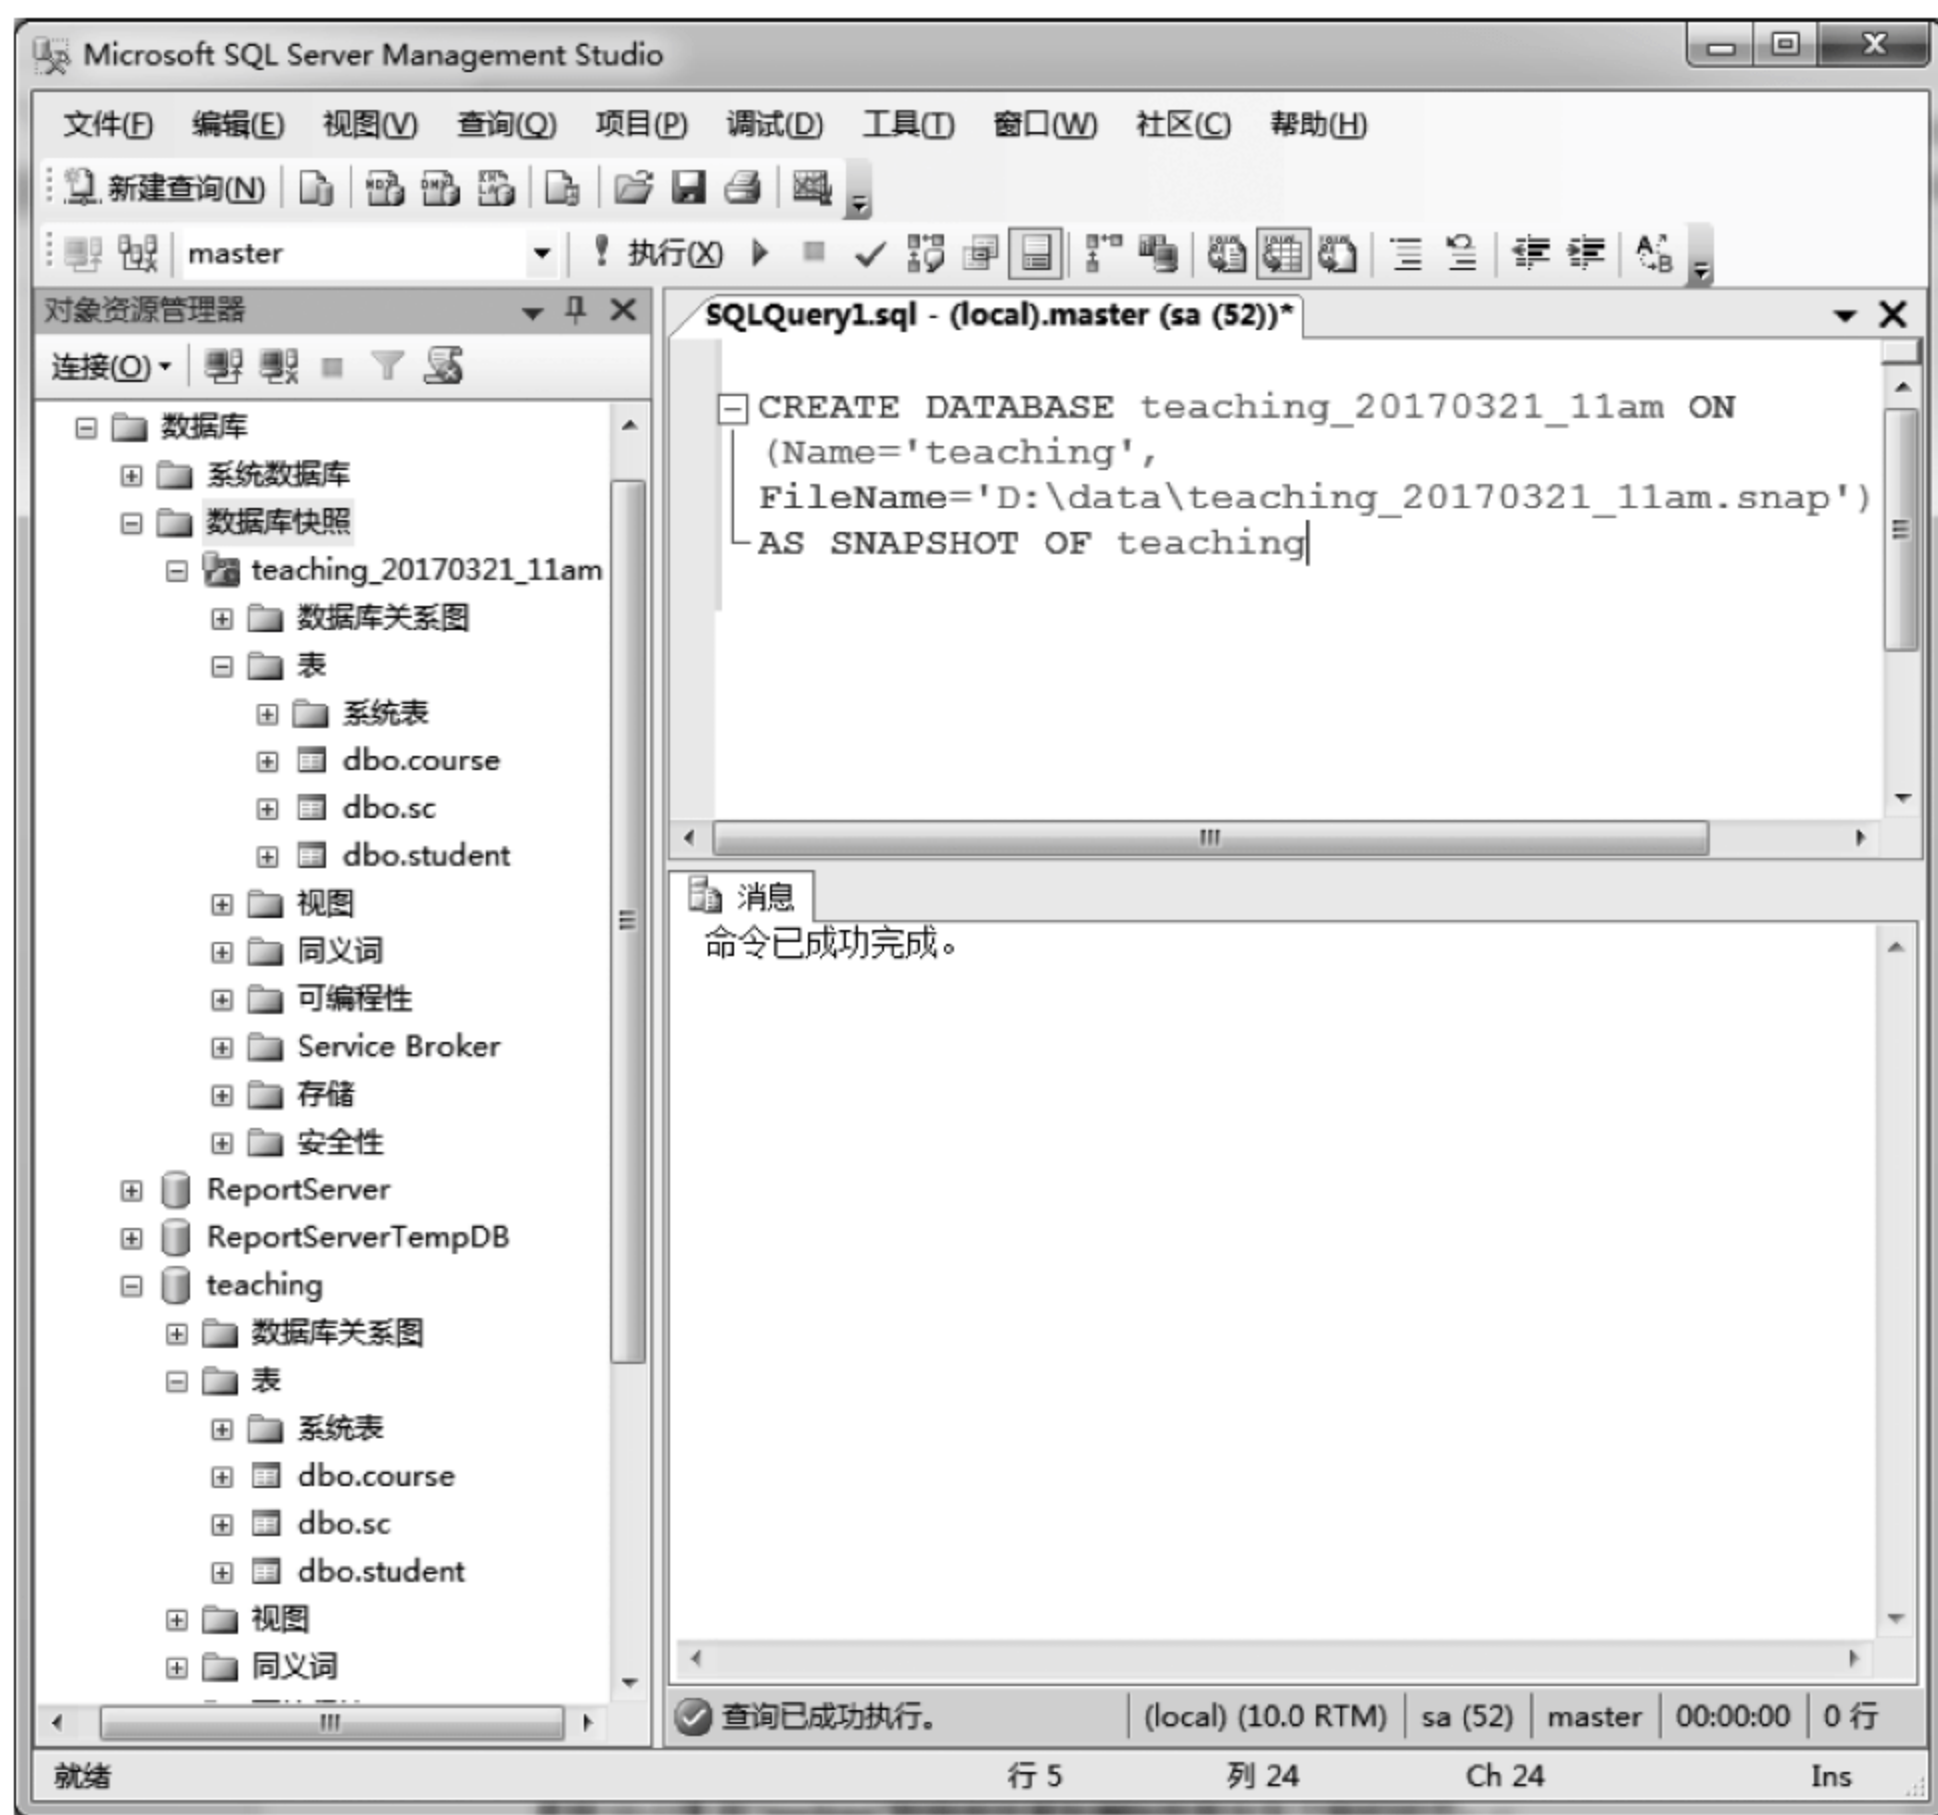 Microsoft SQL Server Management Studio
文件(F) 编辑(E) 视图(V) 查询(Q) 项目(P) 调试(D) 工具(T) 窗口(W) 社区(C) 帮助(H)
新建查询(N)
master 执行(X)
对象资源管理器
连接(O)
数据库
系统数据库
数据库快照
teaching_20170321_11am
数据库关系图
表
系统表
dbo.course
dbo.sc
dbo.student
视图
同义词
可编程性
Service Broker
存储
安全性
ReportServer
ReportServerTempDB
teaching
数据库关系图
表
系统表
dbo.course
dbo.sc
dbo.student
视图
同义词
SQLQuery1.sql - (local).master (sa (52))*
CREATE DATABASE teaching_20170321_11am ON
(Name='teaching',
FileName='D:\data\teaching_20170321_11am.snap')
AS SNAPSHOT OF teaching
消息
命令已成功完成。
查询已成功执行。 (local) (10.0 RTM) sa (52) master 00:00:00 0 行
就绪 行 5 列 24 Ch 24 Ins